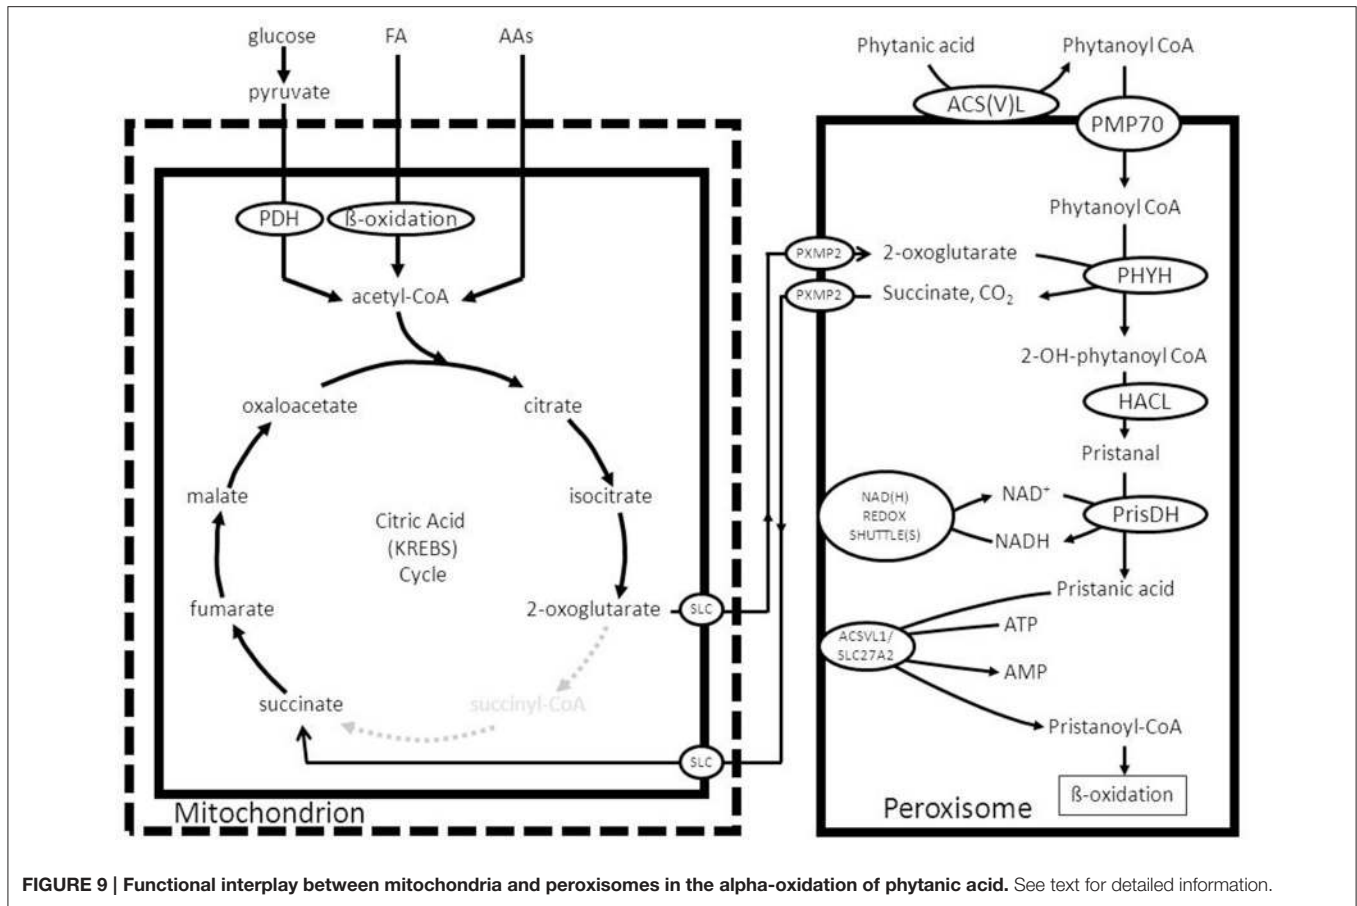 glucose
FA
AAs
pyruvate
PDH
ß-oxidation
acetyl-CoA
oxaloacetate
citrate
malate
isocitrate
Citric Acid
(KREBS)
Cycle
fumarate
2-oxoglutarate
SLC
succinate
succinyl-CoA
SLC
Mitochondrion
Phytanic acid
Phytanoyl CoA
ACS(V)L
PMP70
Phytanoyl CoA
PXMP2
2-oxoglutarate
PHYH
PXMP2
Succinate, CO₂
2-OH-phytanoyl CoA
HACL
Pristanal
NAD(H)
REDOX
SHUTTLE(S)
NAD⁺
PrisDH
NADH
Pristanic acid
ACSVL1/
SLC27A2
ATP
AMP
Pristanoyl-CoA
ß-oxidation
Peroxisome
FIGURE 9 | Functional interplay between mitochondria and peroxisomes in the alpha-oxidation of phytanic acid. See text for detailed information.